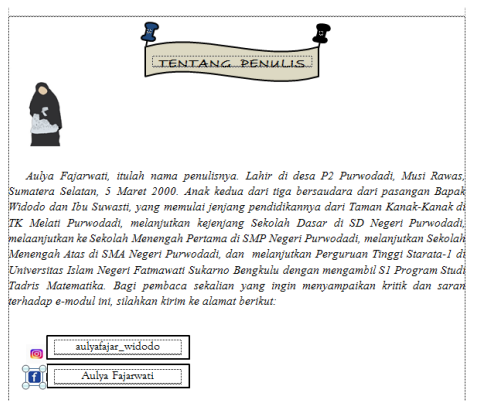 TENTANG PENULIS
Aulya Fajarwati, itulah nama penulisnya. Lahir di desa P2 Purwodadi, Musi Rawas,
Sumatera Selatan, 5 Maret 2000. Anak kedua dari tiga bersaudara dari pasangan Bapak
Widodo dan Ibu Suwasti, yang memulai jenjang pendidikannya dari Taman Kanak-Kanak di
TK Melati Purwodadi, melanjutkan kejenjang Sekolah Dasar di SD Negeri Purwodadi,
melaanjutkan ke Sekolah Menengah Pertama di SMP Negeri Purwodadi, melanjutkan Sekolah
Menengah Atas di SMA Negeri Purwodadi, dan melanjutkan Perguruan Tinggi Starata-1 di
Universitas Islam Negeri Fatmawati Sukarno Bengkulu dengan mengambil S1 Program Studi
Tadris Matematika. Bagi pembaca sekalian yang ingin menyampaikan kritik dan saran
terhadap e-modul ini, silahkan kirim ke alamat berikut:
aulyafajar_widodo
Aulya Fajarwati